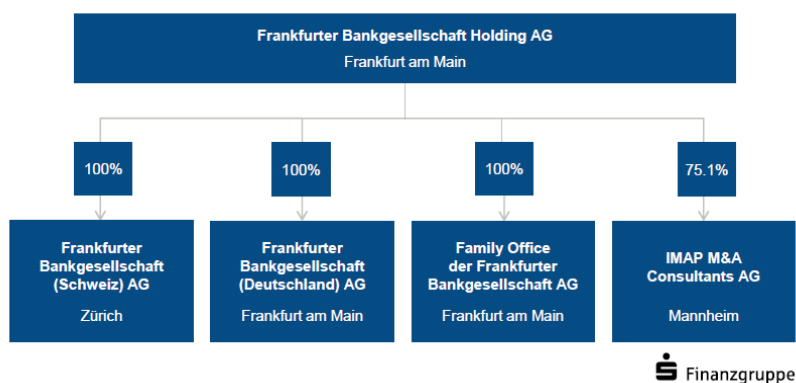 Frankfurter Bankgesellschaft Holding AG
Frankfurt am Main
100%
100%
100%
75.1%
Frankfurter
Bankgesellschaft
(Schweiz) AG
Zürich
Frankfurter
Bankgesellschaft
(Deutschland) AG
Frankfurt am Main
Family Office
der Frankfurter
Bankgesellschaft AG
Frankfurt am Main
IMAP M&A
Consultants AG
Mannheim
Finanzgruppe